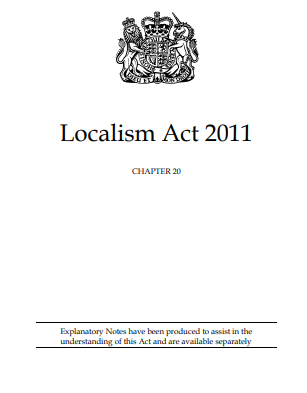 Localism Act 2011
CHAPTER 20
Explanatory Notes have been produced to assist in the
understanding of this Act and are available separately